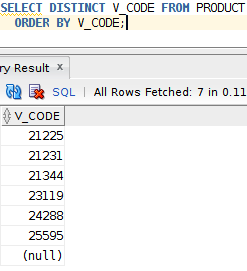 SELECT DISTINCT V_CODE FROM PRODUCT
ORDER BY V_CODE;
ry Result x
SQL | All Rows Fetched: 7 in 0.11
V_CODE
21225
21231
21344
23119
24288
25595
(null)